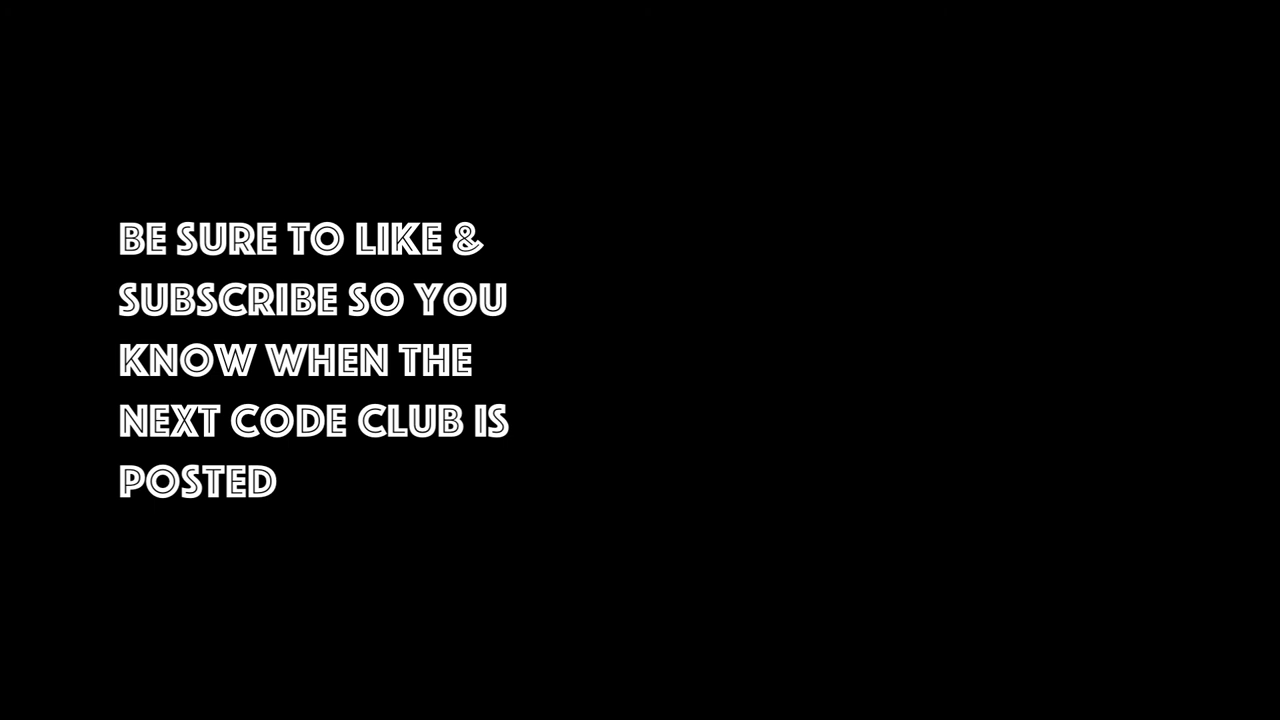 BE SURE TO LIKE &
SUBSCRIBE SO YOU
KNOW WHEN THE
NEXT CODE CLUB IS
POSTED